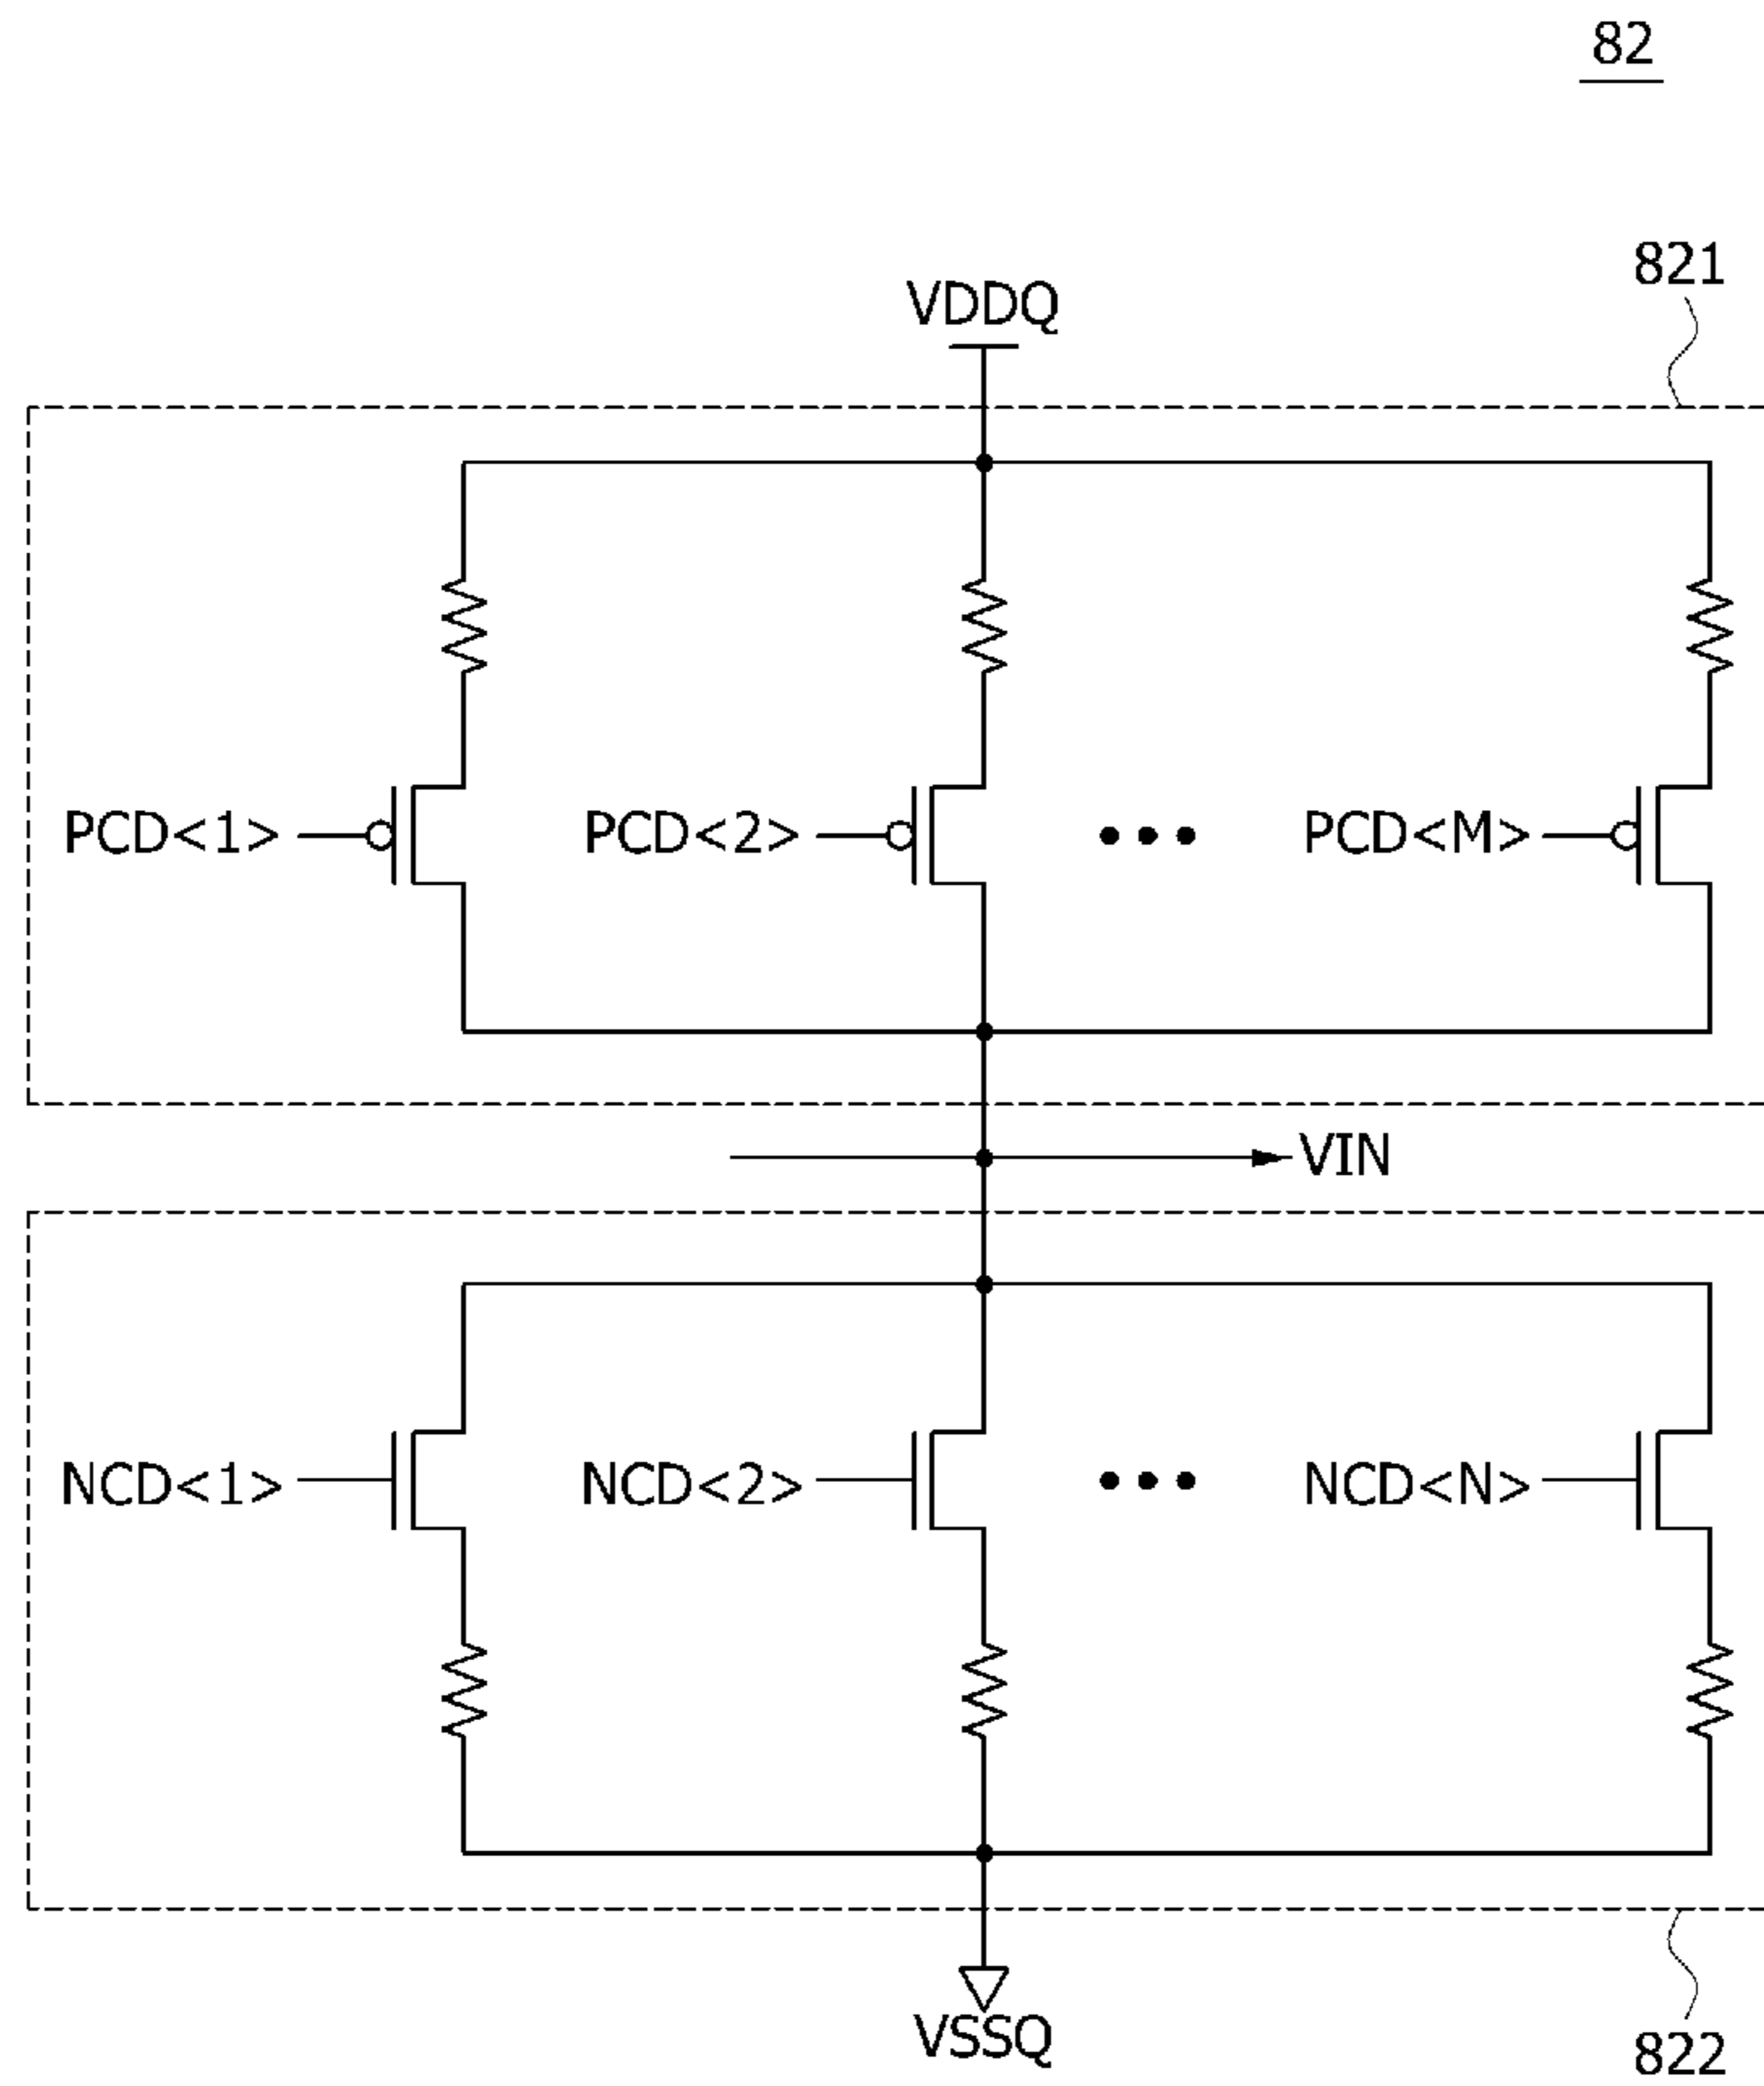 82
821
VDDQ
PCD<1> PCD<2> ••• PCD<M>
VIN
NCD<1> NCD<2> ••• NCD<N>
VSSQ
822